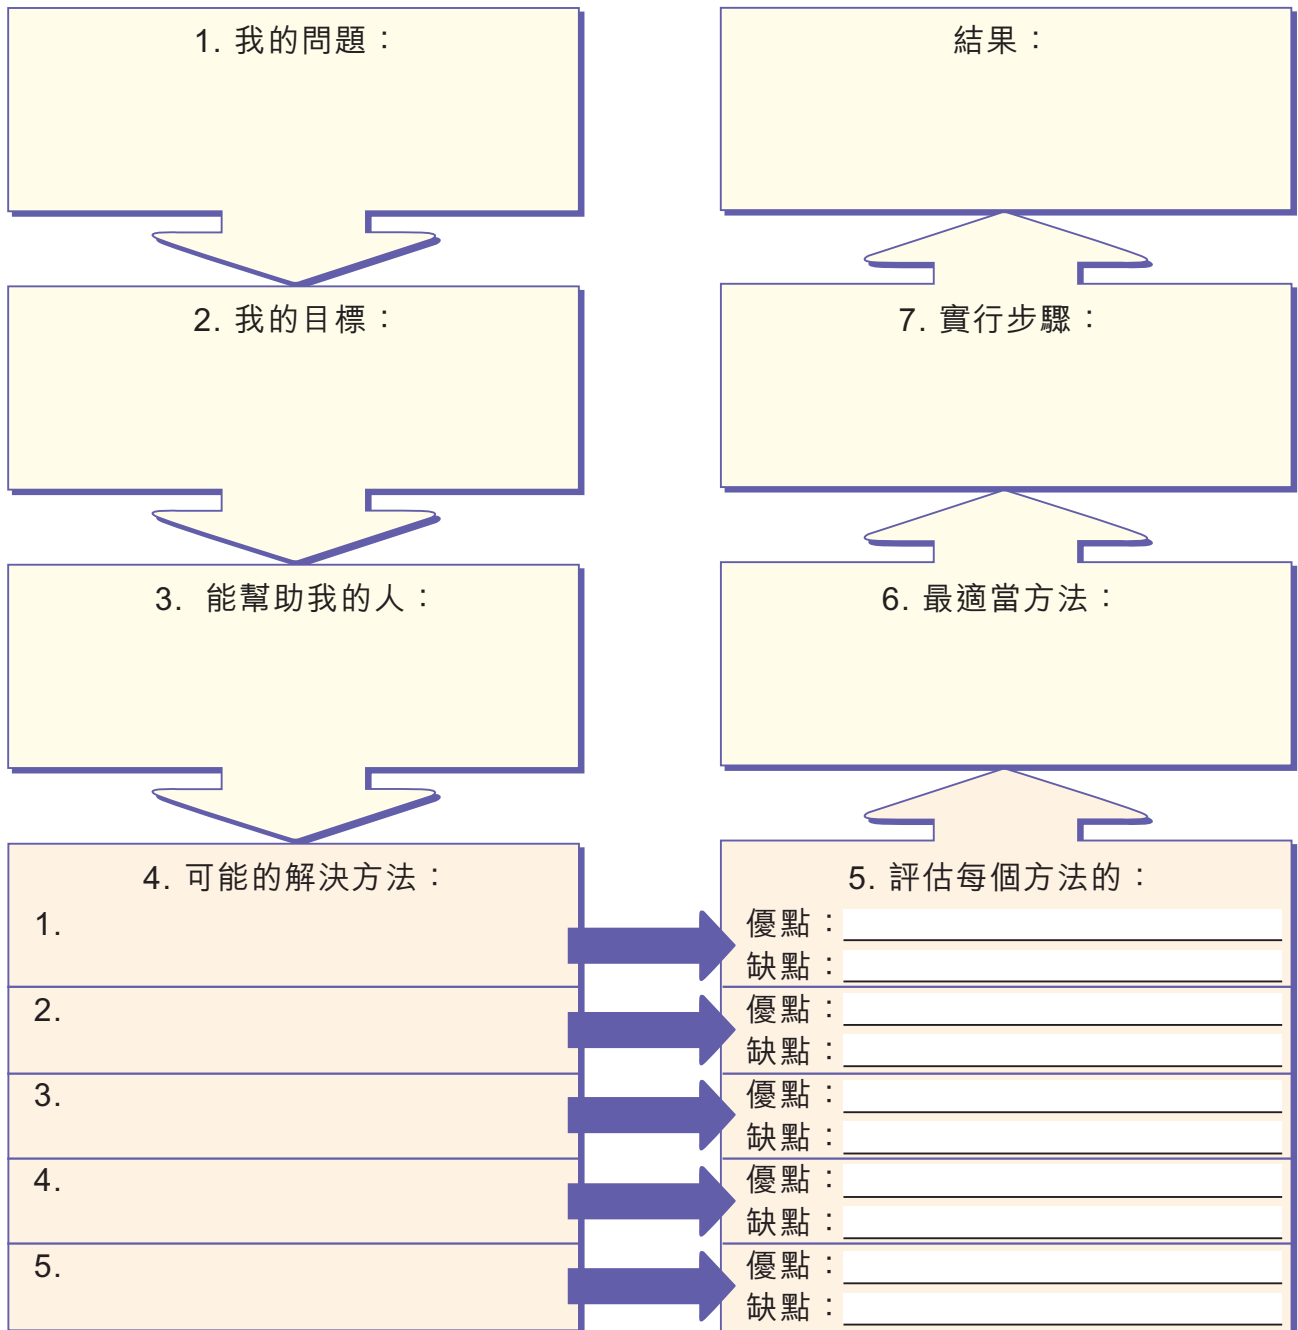 1. 我的問題：
2. 我的目標：
3. 能幫助我的人：
4. 可能的解決方法：
1.
2.
3.
4.
5.
5. 評估每個方法的：
優點：
缺點：
優點：
缺點：
優點：
缺點：
優點：
缺點：
優點：
缺點：
6. 最適當方法：
7. 實行步驟：
結果：